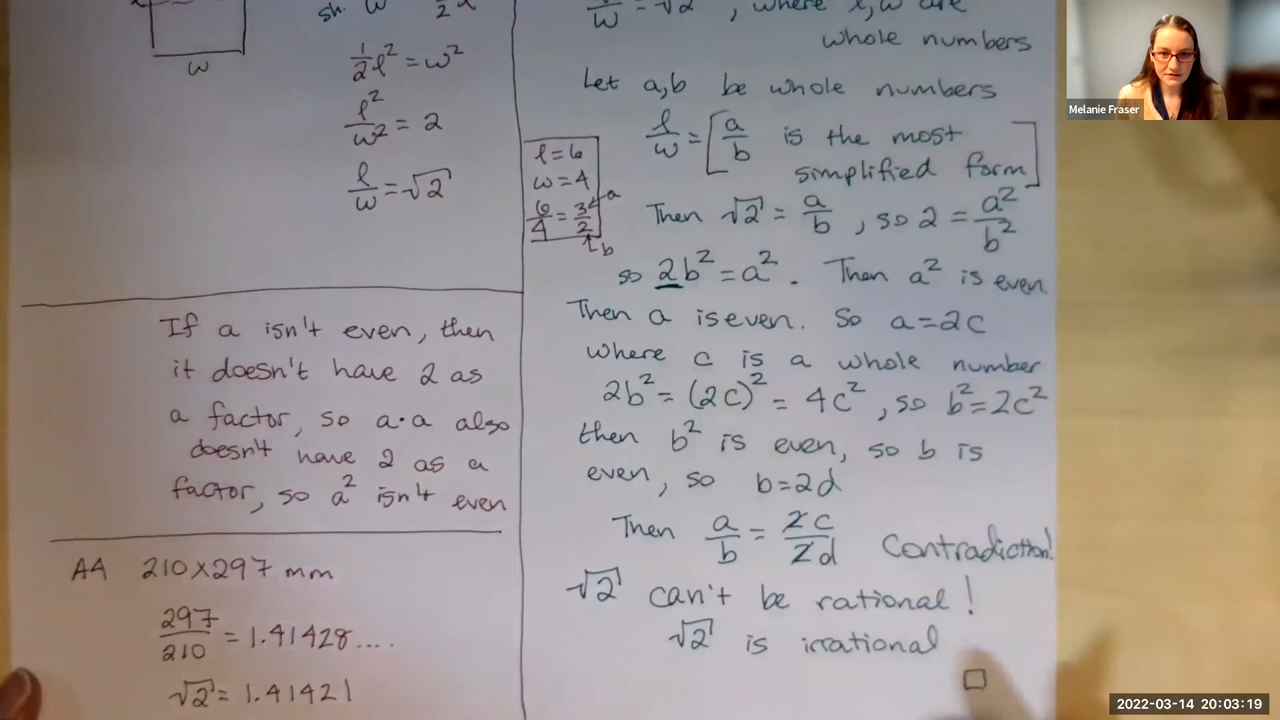 w
1/2 l² = w²
l²/w² = 2
l/w = √2
If a isn't even, then
it doesn't have 2 as
a factor, so a·a also
doesn't have 2 as a
factor, so a² isn't even
A4 210×297 mm
297/210 = 1.41428....
√2 = 1.41421
l/w = √2 , where l, w are
whole numbers
Let a,b be whole numbers
l/w = [a/b is the most
simplified form]
l=6
w=4
6/4 = 3/2 ← a
↑ b
Then √2 = a/b , so 2 = a²/b²
so 2b² = a² . Then a² is even
Then a is even. So a=2c
where c is a whole number
2b² = (2c)² = 4c² , so b²=2c²
then b² is even, so b is
even, so b=2d
Then a/b = 2c/2d Contradiction!
√2 can't be rational!
√2 is irrational
□
Melanie Fraser
2022-03-14 20:03:19